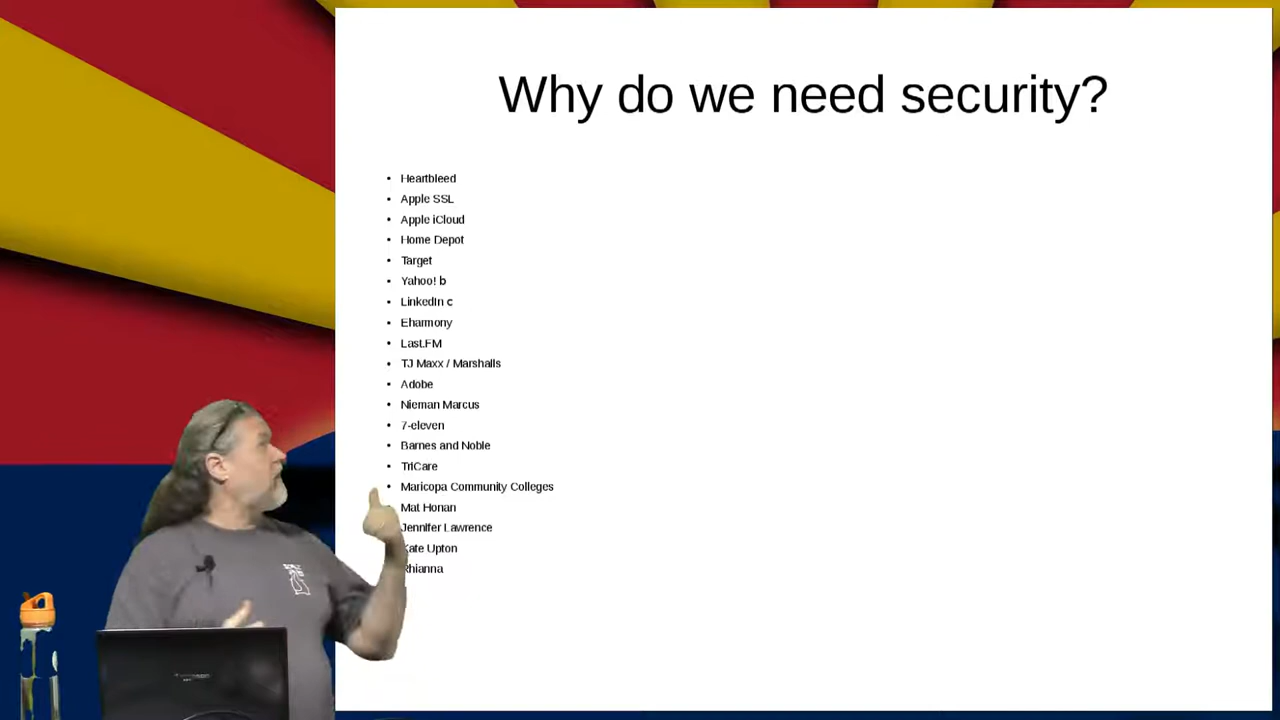 Why do we need security?
• Heartbleed
• Apple SSL
• Apple iCloud
• Home Depot
• Target
• Yahoo! b
• LinkedIn c
• Eharmony
• Last.FM
• TJ Maxx / Marshalls
• Adobe
• Nieman Marcus
• 7-eleven
• Barnes and Noble
• TriCare
• Maricopa Community Colleges
Mat Honan
Jennifer Lawrence
Kate Upton
Rhianna